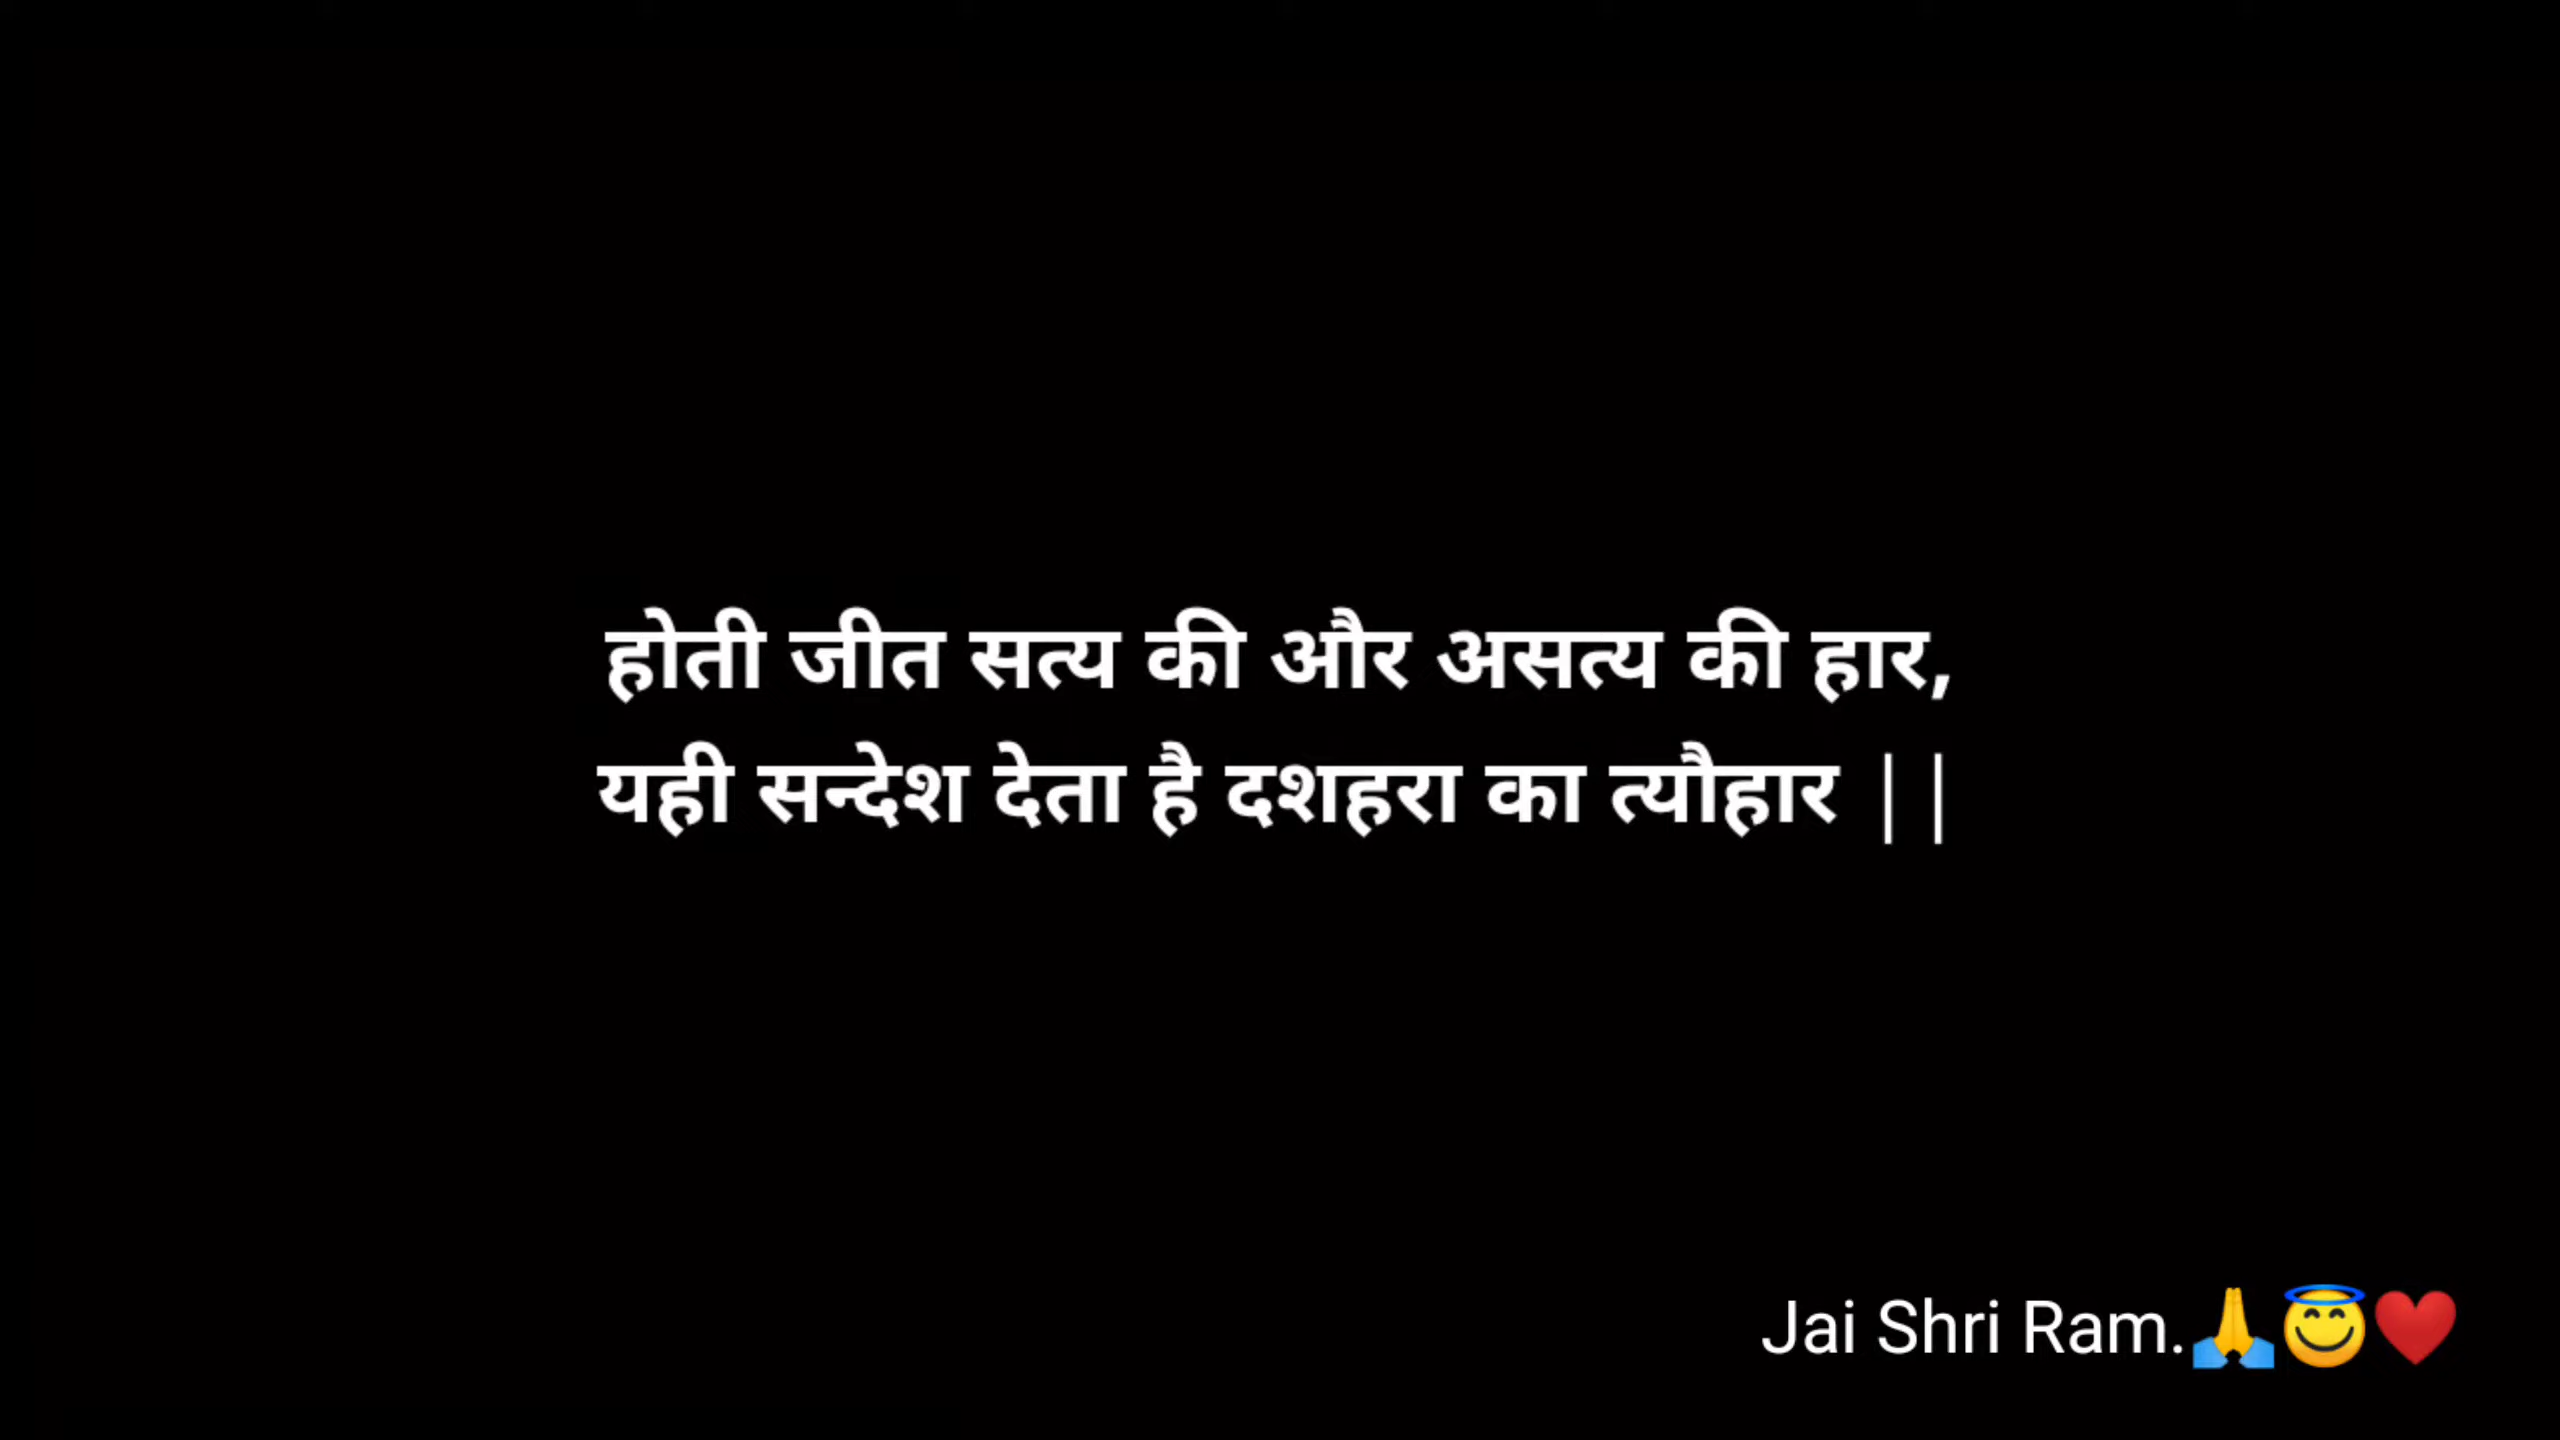 होती जीत सत्य की और असत्य की हार,
यही सन्देश देता है दशहरा का त्यौहार ||
Jai Shri Ram.🙏😇❤️